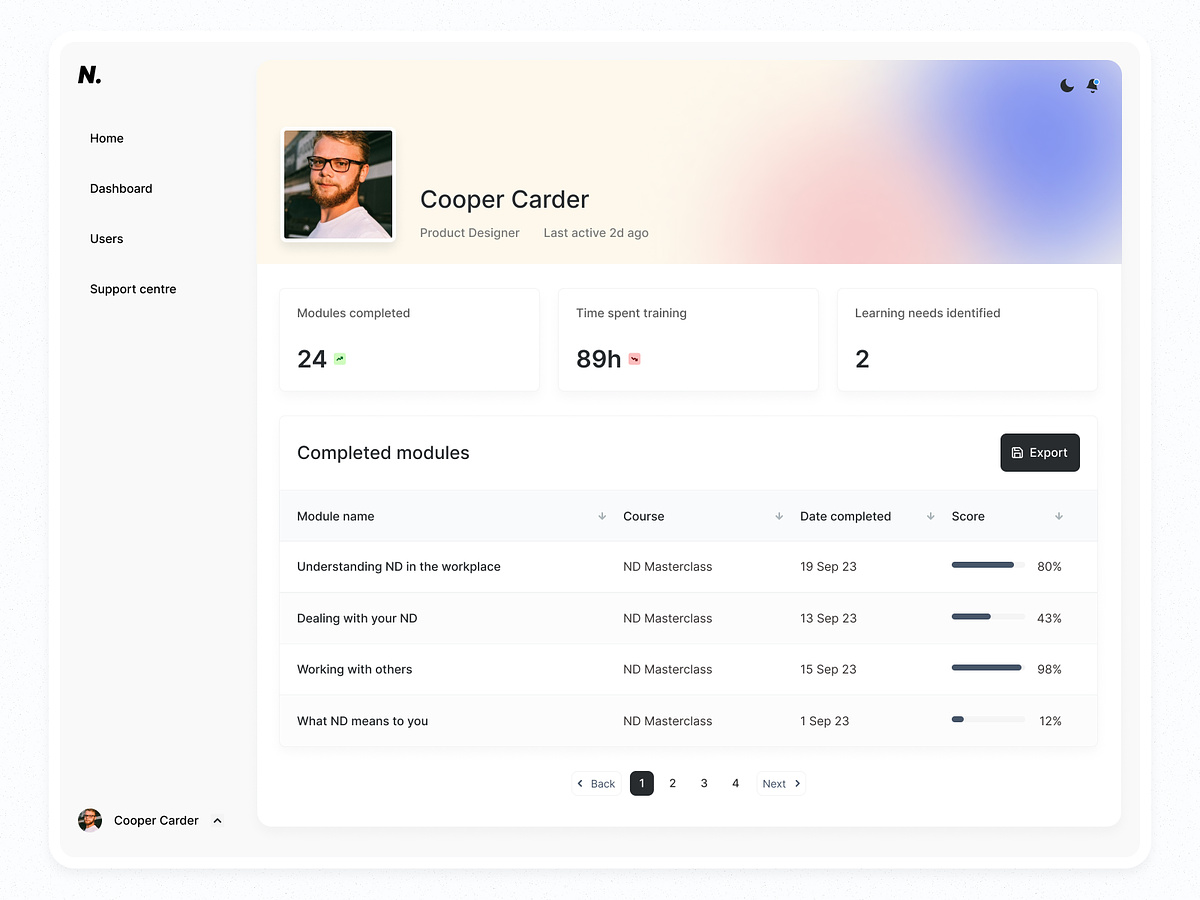 N.
Home
Dashboard
Users
Support centre
Cooper Carder
Product Designer Last active 2d ago
Modules completed
24
Time spent training
89h
Learning needs identified
2
Completed modules
Export
Module name Course Date completed Score
Understanding ND in the workplace ND Masterclass 19 Sep 23 80%
Dealing with your ND ND Masterclass 13 Sep 23 43%
Working with others ND Masterclass 15 Sep 23 98%
What ND means to you ND Masterclass 1 Sep 23 12%
Back 1 2 3 4 Next
Cooper Carder